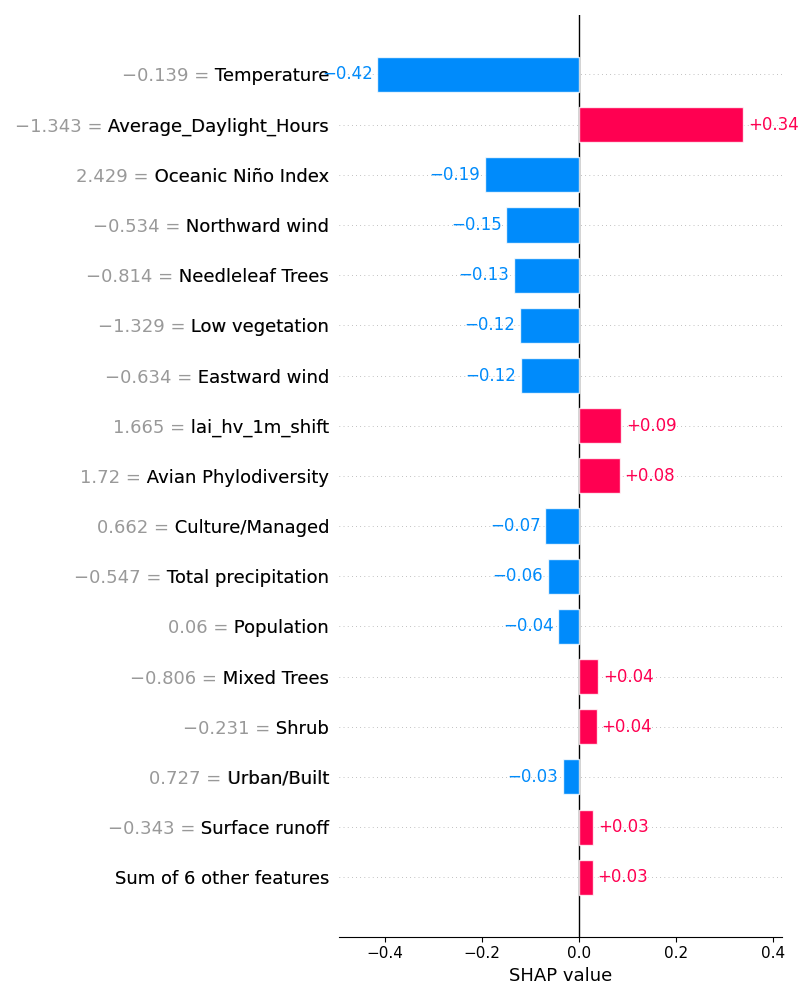 −0.139 = Temperature −0.42
−1.343 = Average_Daylight_Hours +0.34
2.429 = Oceanic Niño Index −0.19
−0.534 = Northward wind −0.15
−0.814 = Needleleaf Trees −0.13
−1.329 = Low vegetation −0.12
−0.634 = Eastward wind −0.12
1.665 = lai_hv_1m_shift +0.09
1.72 = Avian Phylodiversity +0.08
0.662 = Culture/Managed −0.07
−0.547 = Total precipitation −0.06
0.06 = Population −0.04
−0.806 = Mixed Trees +0.04
−0.231 = Shrub +0.04
0.727 = Urban/Built −0.03
−0.343 = Surface runoff +0.03
Sum of 6 other features +0.03
−0.4 −0.2 0.0 0.2 0.4
SHAP value